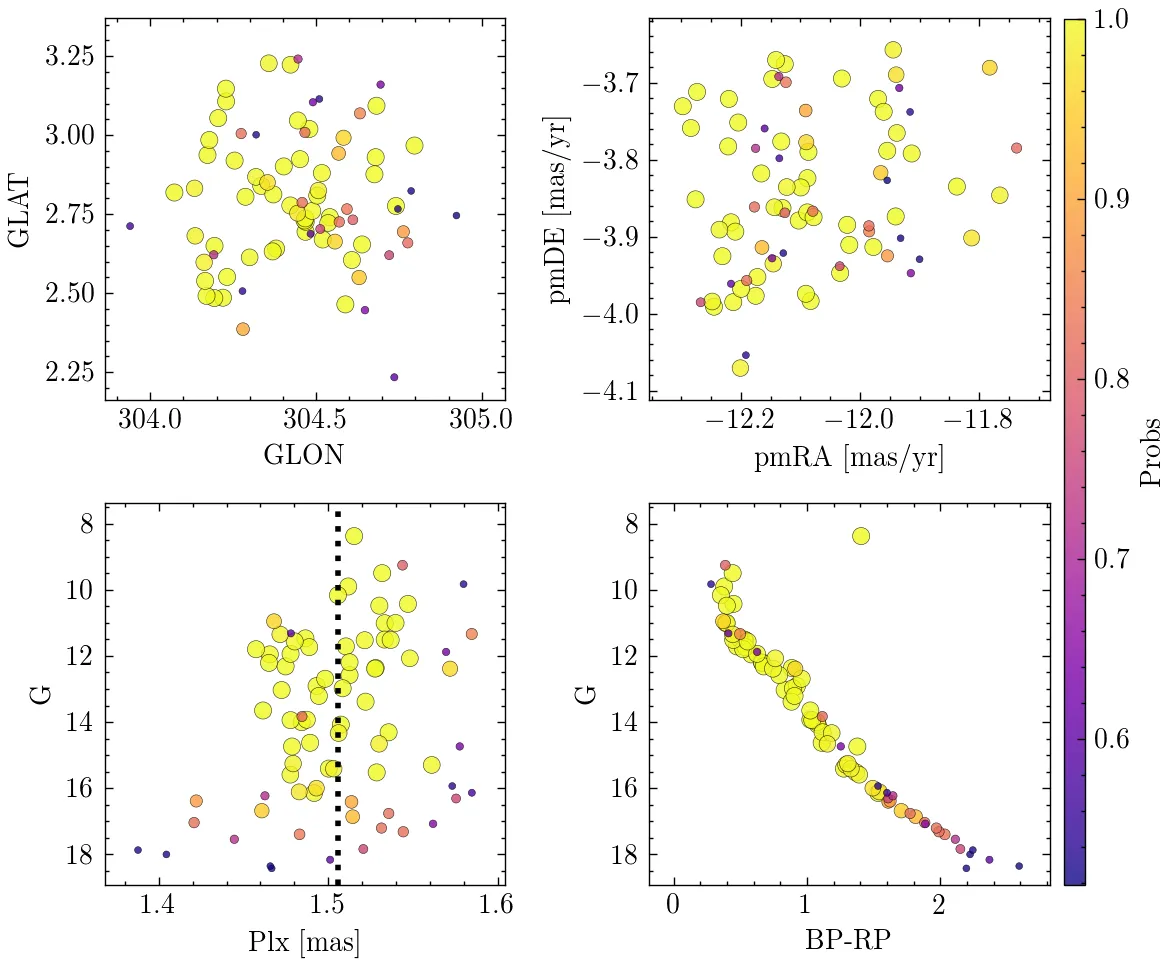 3.25
3.00
2.75
2.50
2.25
GLAT
304.0 304.5 305.0
GLON
−3.7
−3.8
−3.9
−4.0
−4.1
pmDE [mas/yr]
−12.2 −12.0 −11.8
pmRA [mas/yr]
8
10
12
14
16
18
G
1.4 1.5 1.6
Plx [mas]
8
10
12
14
16
18
G
0 1 2
BP-RP
1.0
0.9
0.8
0.7
0.6
Probs